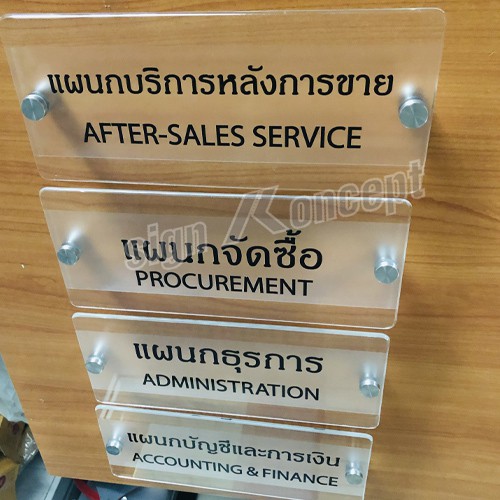 แผนกบริการหลังการขาย
AFTER-SALES SERVICE
sign Koncept
แผนกจัดซื้อ
PROCUREMENT
แผนกธุรการ
ADMINISTRATION
แผนกบัญชีและการเงิน
ACCOUNTING & FINANCE